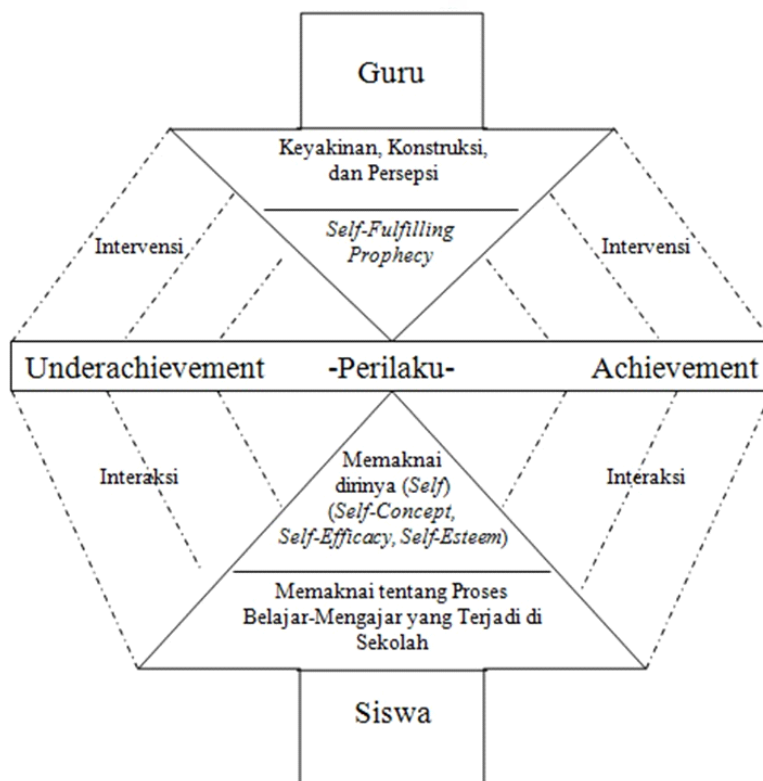 Guru
Keyakinan, Konstruksi,
dan Persepsi
Self-Fulfilling
Prophecy
Intervensi
Intervensi
Underachievement -Perilaku- Achievement
Memaknai
dirinya (Self)
(Self-Concept,
Self-Efficacy, Self-Esteem)
Interaksi
Interaksi
Memaknai tentang Proses
Belajar-Mengajar yang Terjadi di
Sekolah
Siswa